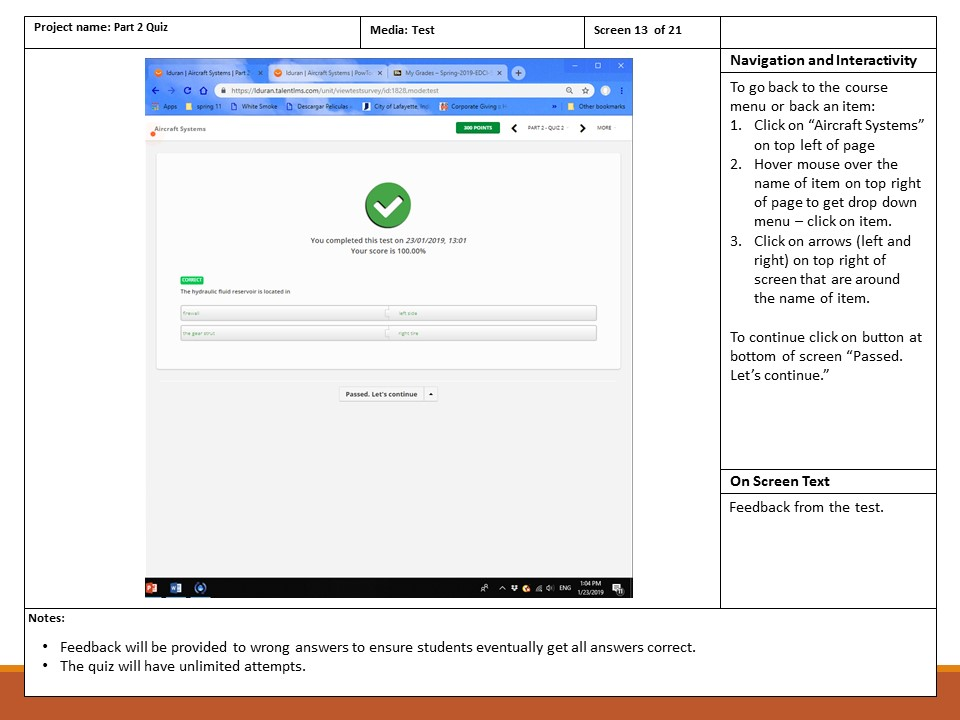 Project name: Part 2 Quiz
Media: Test
Screen 13 of 21
lduran | Aircraft Systems | Part 2
lduran | Aircraft Systems | PowT
My Grades – Spring-2019-EDCI
https://lduran.talentlms.com/unit/viewtestsurvey/id:1828,mode:test
Apps
spring 11
White Smoke
Descargar Peliculas
City of Lafayette,
Corporate Giving
»
Other bookmarks
Aircraft Systems
300 POINTS
PART 2 - QUIZ 2
MORE
You completed this test on 23/01/2019, 13:01
Your score is 100.00%
CORRECT
The hydraulic fluid reservoir is located in
firewall
left side
the gear strut
right tire
Passed. Let's continue
ENG
1:04 PM
1/23/2019
Navigation and Interactivity
To go back to the course
menu or back an item:
1. Click on “Aircraft Systems”
on top left of page
2. Hover mouse over the
name of item on top right
of page to get drop down
menu – click on item.
3. Click on arrows (left and
right) on top right of
screen that are around
the name of item.
To continue click on button at
bottom of screen “Passed.
Let’s continue.”
On Screen Text
Feedback from the test.
Notes:
• Feedback will be provided to wrong answers to ensure students eventually get all answers correct.
• The quiz will have unlimited attempts.